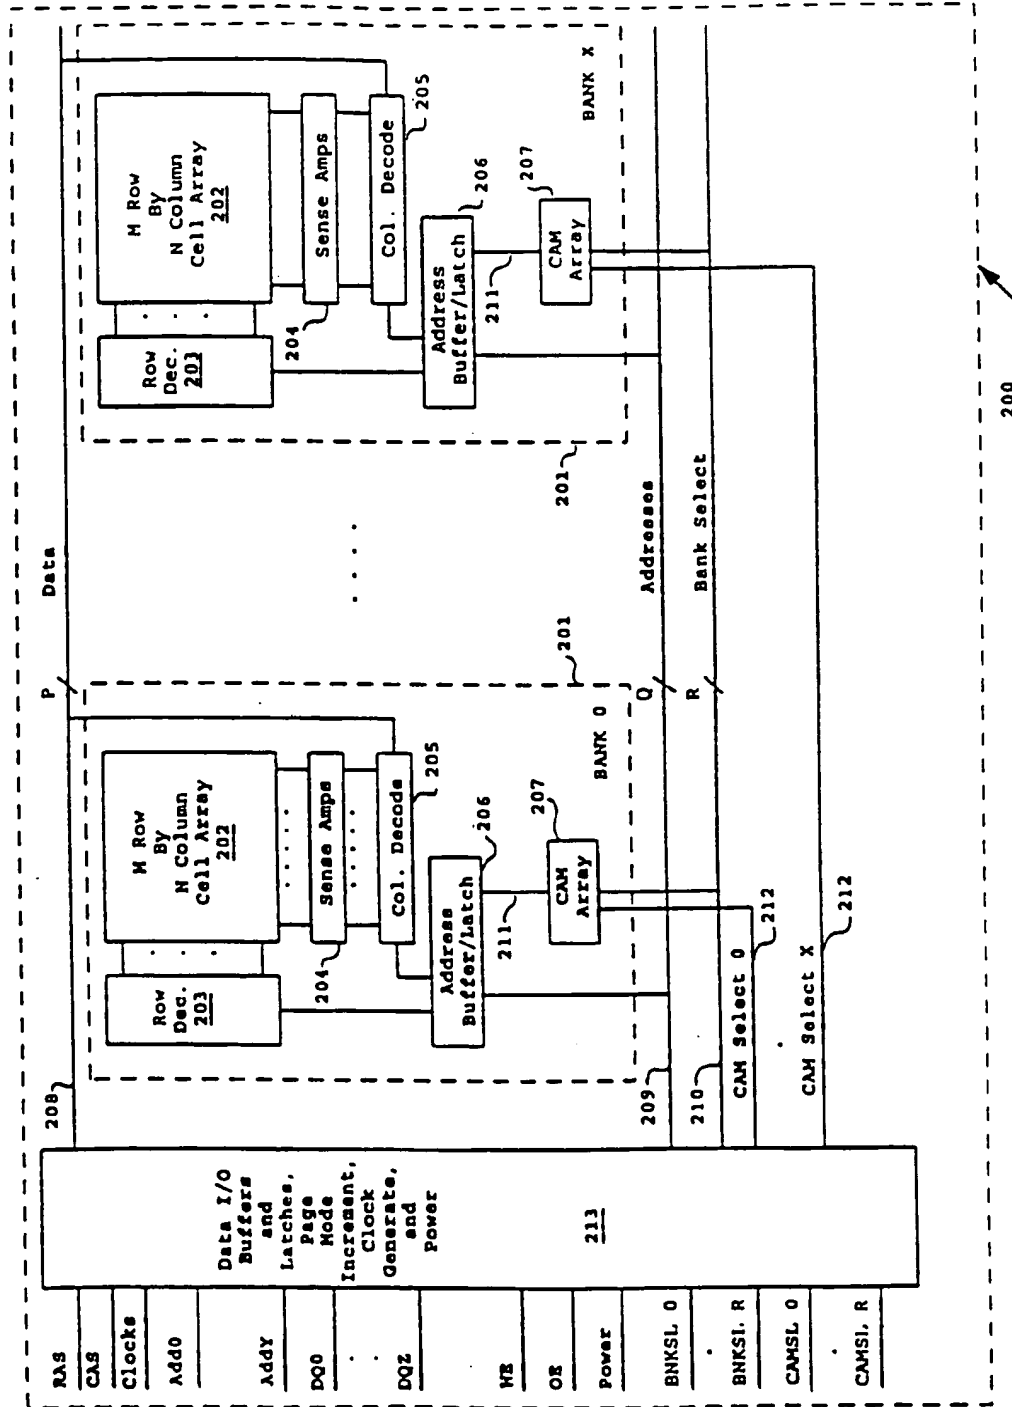 RAS
CAS
Clocks
Add0
AddY
DQ0
DQZ
WE
OE
Power
BNKSL 0
BNKSL R
CAMSL 0
CAMSL R
Data I/O
Buffers
and
Latches,
Page
Mode
Increment,
Clock
Generate,
and
Power
213
208
209
210
CAM Select 0
212
CAM Select X
212
Row
Dec.
203
M Row
By
N Column
Cell Array
202
204
Sense Amps
Col. Decode
205
Address
Buffer/Latch
206
211
CAM
Array
207
BANK 0
201
P
Data
Q
Addresses
R
Bank Select
201
Row
Dec.
203
M Row
By
N Column
Cell Array
202
204
Sense Amps
Col. Decode
205
Address
Buffer/Latch
206
211
CAM
Array
207
BANK X
200